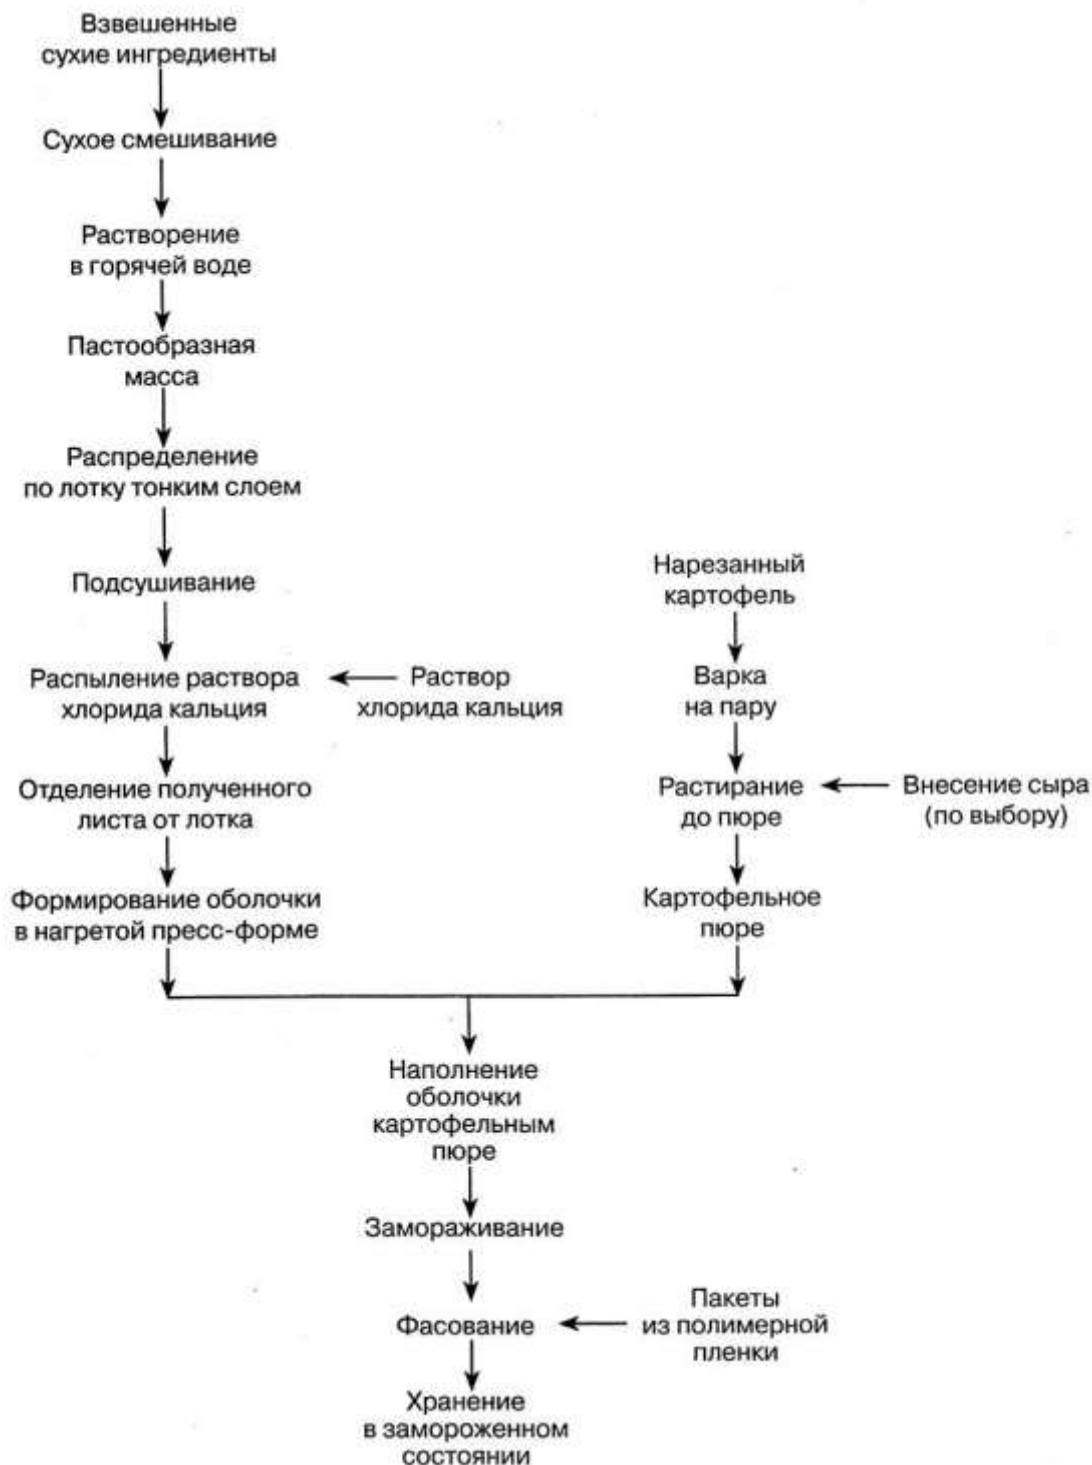 Взвешенные
сухие ингредиенты
Сухое смешивание
Растворение
в горячей воде
Пастообразная
масса
Распределение
по лотку тонким слоем
Подсушивание
Распыление раствора
хлорида кальция
Раствор
хлорида кальция
Отделение полученного
листа от лотка
Формирование оболочки
в нагретой пресс-форме
Нарезанный
картофель
Варка
на пару
Растирание
до пюре
Внесение сыра
(по выбору)
Картофельное
пюре
Наполнение
оболочки
картофельным
пюре
Замораживание
Фасование
Пакеты
из полимерной
пленки
Хранение
в замороженном
состоянии